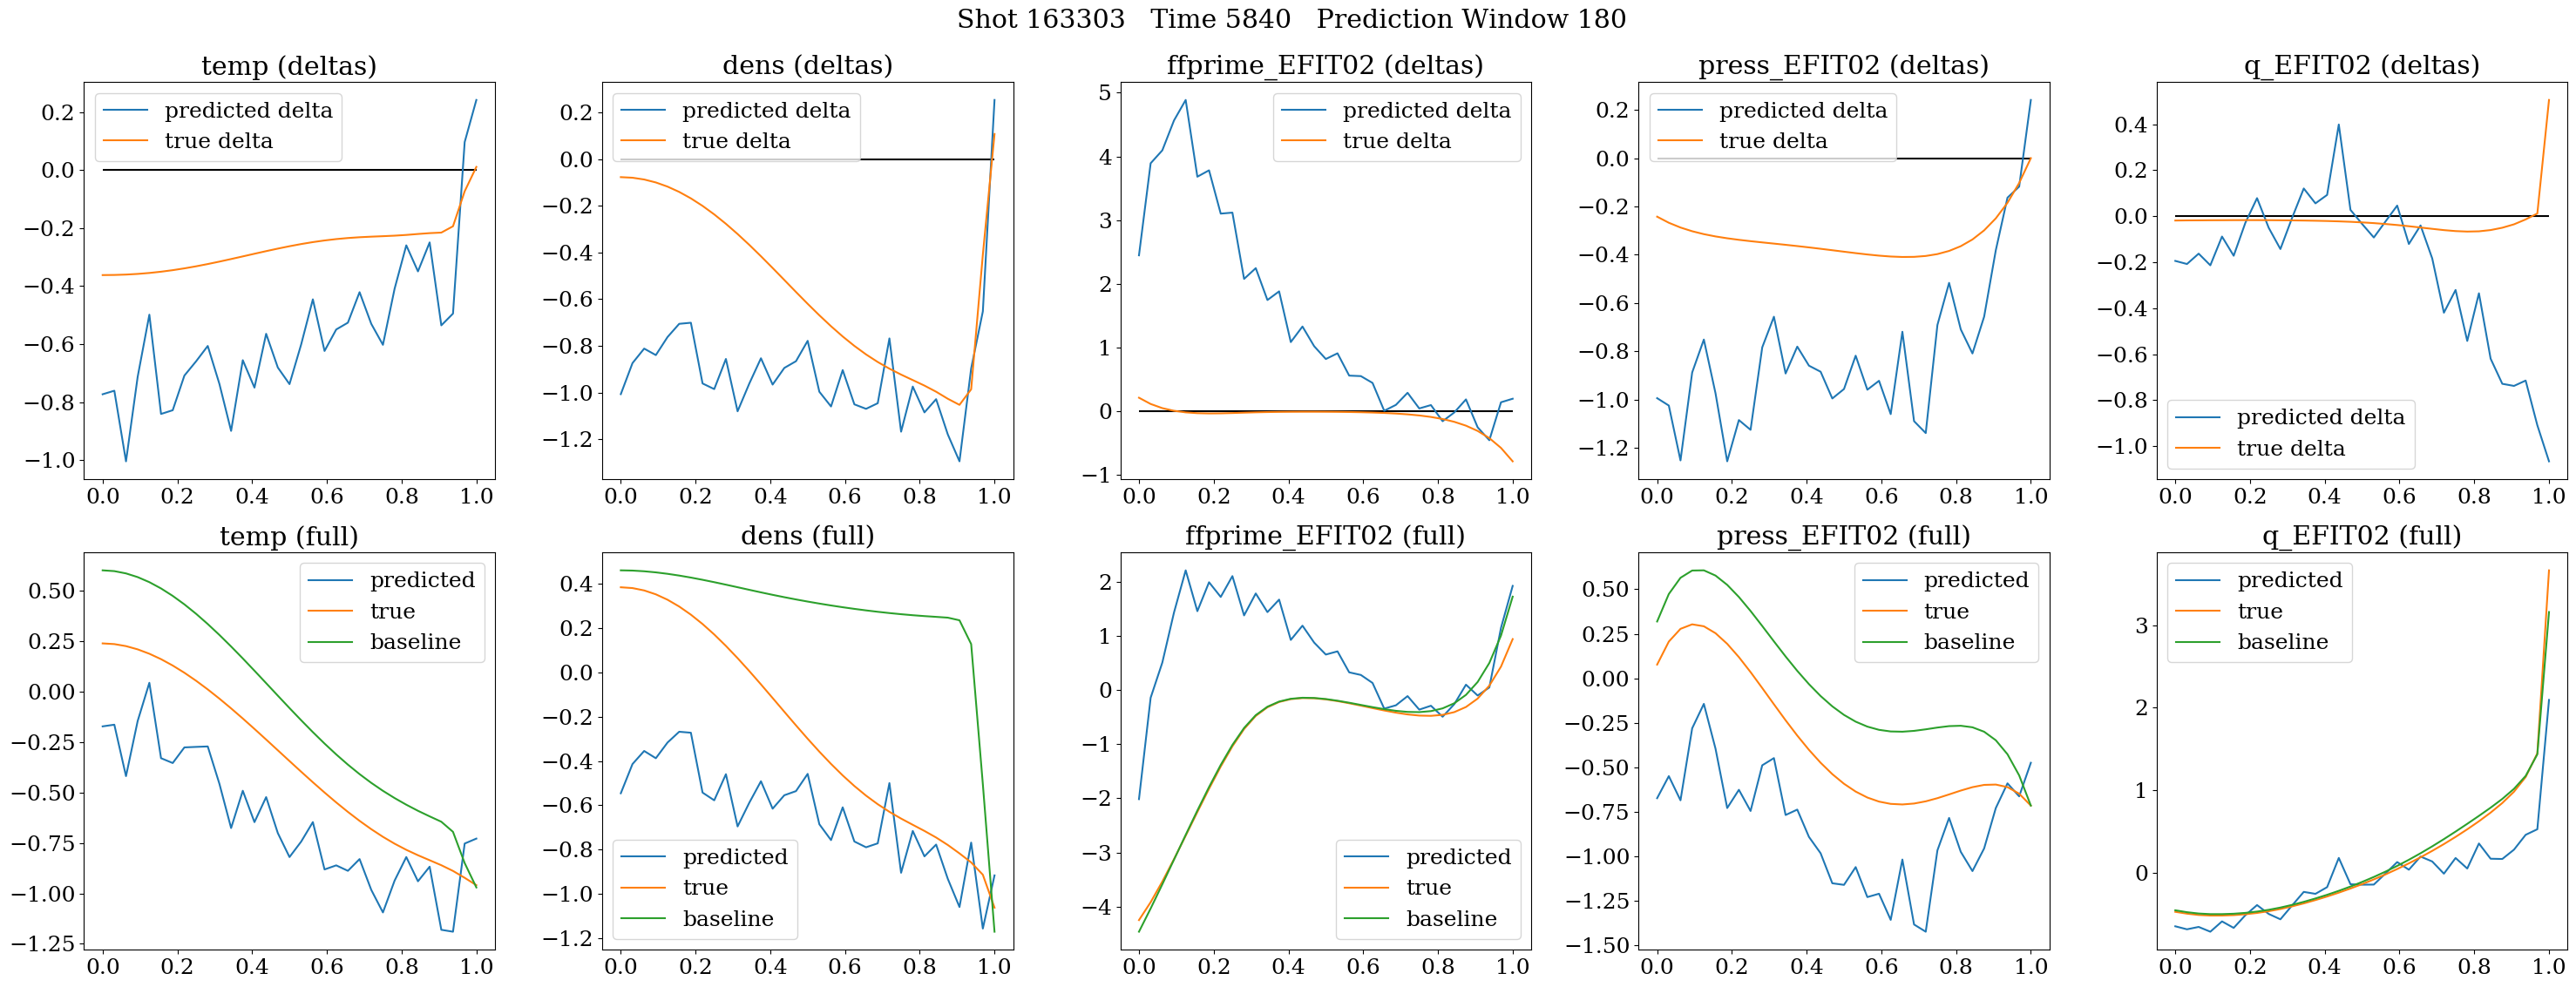 Shot 163303   Time 5840   Prediction Window 180
temp (deltas)
predicted delta
true delta
0.2
0.0
−0.2
−0.4
−0.6
−0.8
−1.0
0.0 0.2 0.4 0.6 0.8 1.0
dens (deltas)
predicted delta
true delta
0.2
0.0
−0.2
−0.4
−0.6
−0.8
−1.0
−1.2
0.0 0.2 0.4 0.6 0.8 1.0
ffprime_EFIT02 (deltas)
predicted delta
true delta
5
4
3
2
1
0
−1
0.0 0.2 0.4 0.6 0.8 1.0
press_EFIT02 (deltas)
predicted delta
true delta
0.2
0.0
−0.2
−0.4
−0.6
−0.8
−1.0
−1.2
0.0 0.2 0.4 0.6 0.8 1.0
q_EFIT02 (deltas)
0.4
0.2
0.0
−0.2
−0.4
−0.6
−0.8
−1.0
predicted delta
true delta
0.0 0.2 0.4 0.6 0.8 1.0
temp (full)
predicted
true
baseline
0.50
0.25
0.00
−0.25
−0.50
−0.75
−1.00
−1.25
0.0 0.2 0.4 0.6 0.8 1.0
dens (full)
0.4
0.2
0.0
−0.2
−0.4
−0.6
−0.8
−1.0
−1.2
predicted
true
baseline
0.0 0.2 0.4 0.6 0.8 1.0
ffprime_EFIT02 (full)
2
1
0
−1
−2
−3
−4
predicted
true
baseline
0.0 0.2 0.4 0.6 0.8 1.0
press_EFIT02 (full)
predicted
true
baseline
0.50
0.25
0.00
−0.25
−0.50
−0.75
−1.00
−1.25
−1.50
0.0 0.2 0.4 0.6 0.8 1.0
q_EFIT02 (full)
predicted
true
baseline
3
2
1
0
0.0 0.2 0.4 0.6 0.8 1.0